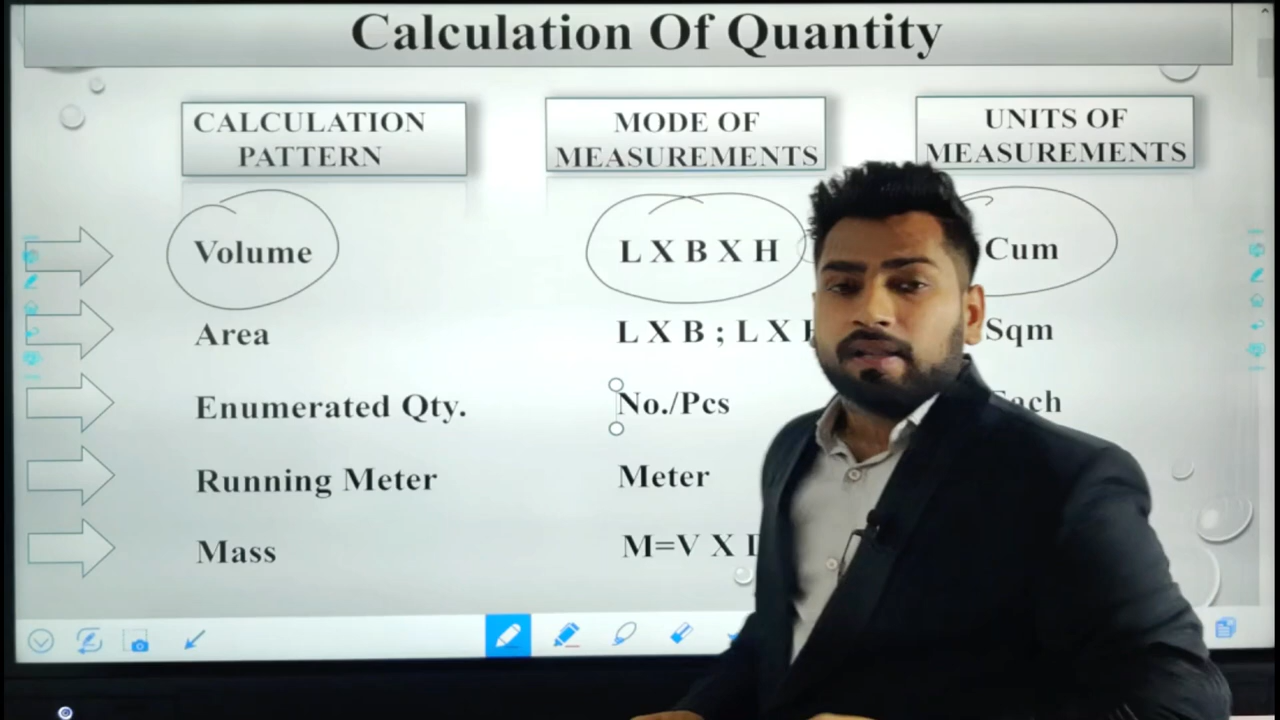 Calculation Of Quantity
CALCULATION
PATTERN
MODE OF
MEASUREMENTS
UNITS OF
MEASUREMENTS
Volume
L X B X H
Cum
Area
L X B ; L X
Sqm
Enumerated Qty.
No./Pcs
Each
Running Meter
Meter
Mass
M=V X